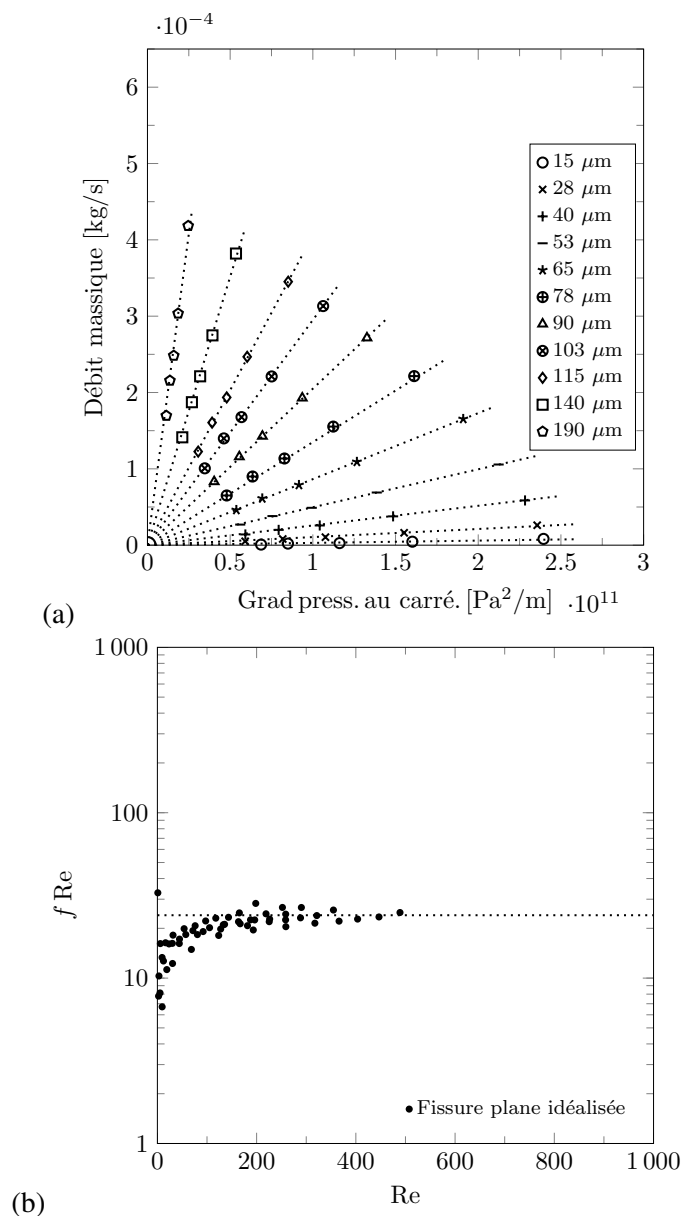 ·10⁻⁴
6
5
4
3
2
1
0
Débit massique [kg/s]
15 μm
28 μm
40 μm
53 μm
65 μm
78 μm
90 μm
103 μm
115 μm
140 μm
190 μm
0 0.5 1 1.5 2 2.5 3
Grad press. au carré. [Pa²/m] ·10¹¹
(a)
1 000
100
10
1
f Re
Fissure plane idéalisée
0 200 400 600 800 1 000
Re
(b)